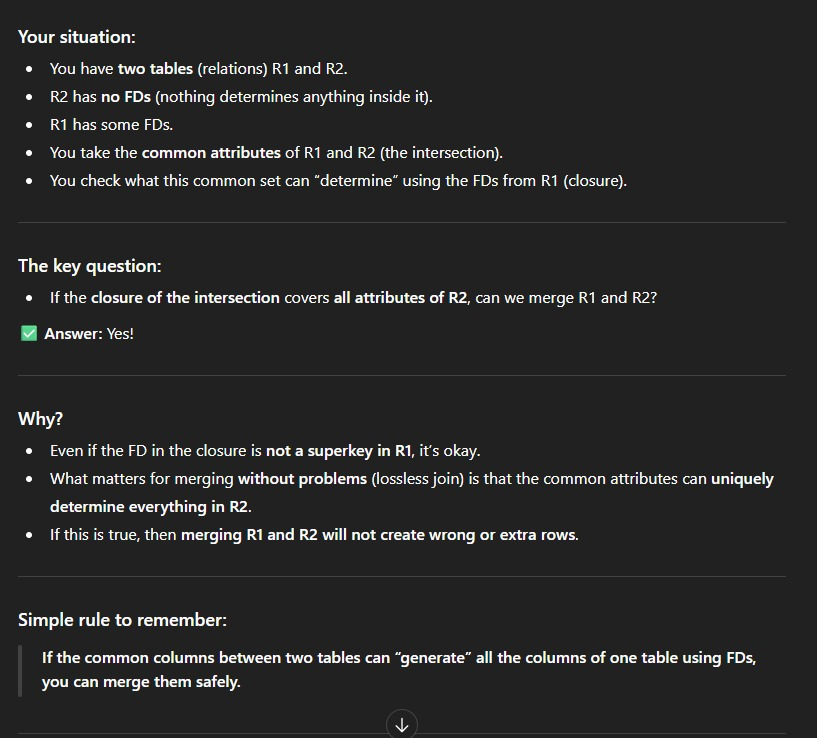 Your situation:
• You have two tables (relations) R1 and R2.
• R2 has no FDs (nothing determines anything inside it).
• R1 has some FDs.
• You take the common attributes of R1 and R2 (the intersection).
• You check what this common set can “determine” using the FDs from R1 (closure).
The key question:
• If the closure of the intersection covers all attributes of R2, can we merge R1 and R2?
✅ Answer: Yes!
Why?
• Even if the FD in the closure is not a superkey in R1, it’s okay.
• What matters for merging without problems (lossless join) is that the common attributes can uniquely
determine everything in R2.
• If this is true, then merging R1 and R2 will not create wrong or extra rows.
Simple rule to remember:
If the common columns between two tables can “generate” all the columns of one table using FDs,
you can merge them safely.